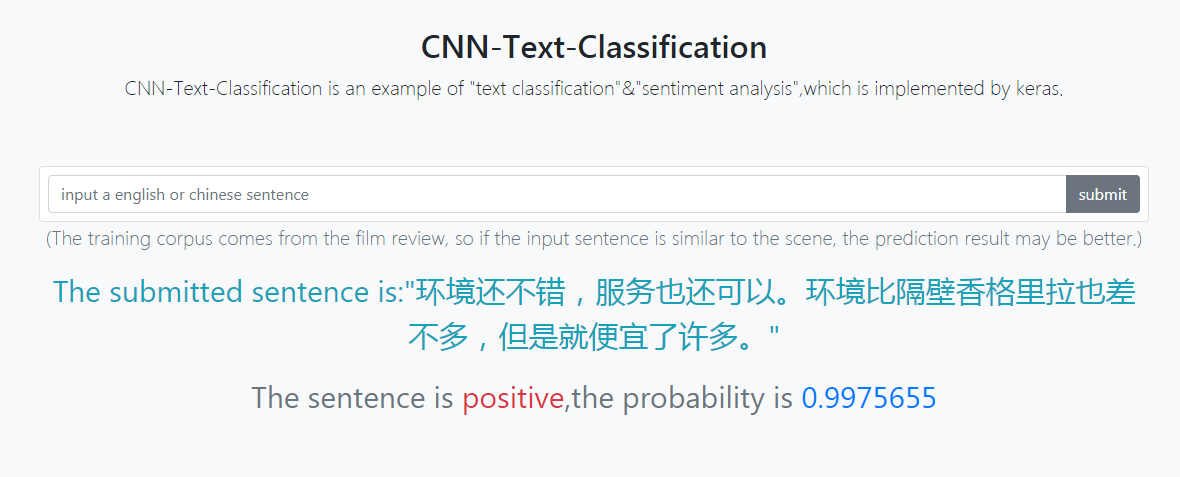 CNN-Text-Classification
CNN-Text-Classification is an example of "text classification"&"sentiment analysis",which is implemented by keras.
input a english or chinese sentence
submit
(The training corpus comes from the film review, so if the input sentence is similar to the scene, the prediction result may be better.)
The submitted sentence is:"环境还不错，服务也还可以。环境比隔壁香格里拉也差
不多，但是就便宜了许多。"
The sentence is positive,the probability is 0.9975655